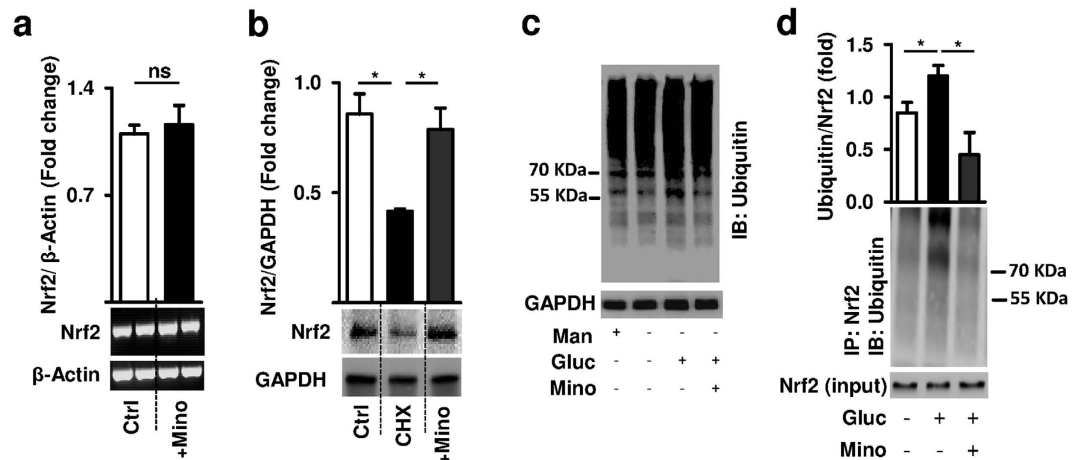 a
ns
1.4
0.7
Nrf2/ β-Actin (Fold change)
Nrf2
β-Actin
Ctrl
+Mino
b
* *
1.0
0.5
Nrf2/GAPDH (Fold change)
Nrf2
GAPDH
Ctrl
CHX
+Mino
c
70 KDa
55 KDa
IB: Ubiquitin
GAPDH
Man + - - -
Gluc - - + +
Mino - - - +
d
* *
1.5
1.0
0.5
0.0
Ubiquitin/Nrf2 (fold)
70 KDa
55 KDa
IP: Nrf2
IB: Ubiquitin
Nrf2 (input)
Gluc - + +
Mino - - +